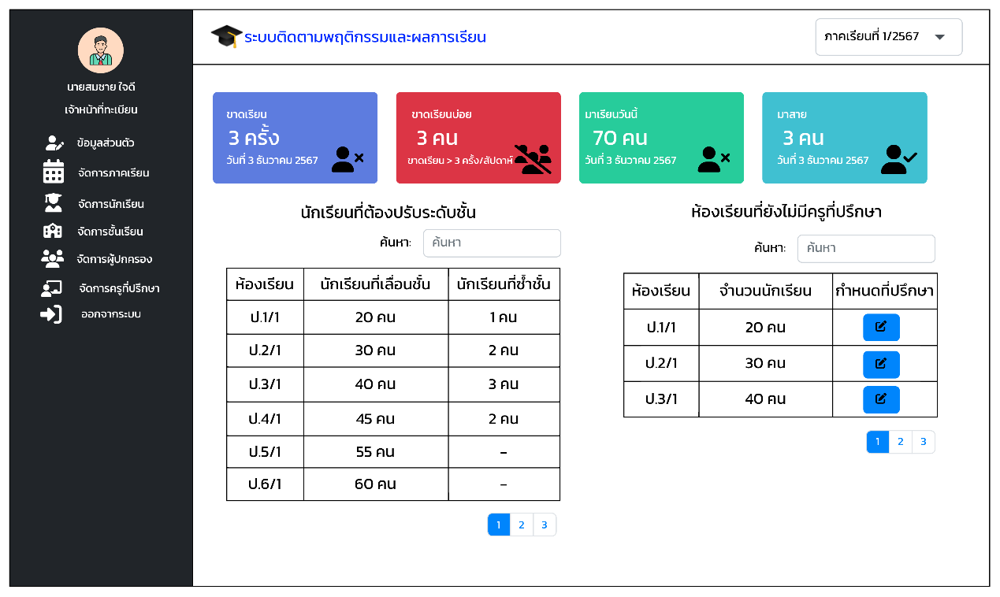 ระบบติดตามพฤติกรรมและผลการเรียน
ภาคเรียนที่ 1/2567
นายสมชาย ใจดี
เจ้าหน้าที่ทะเบียน
ข้อมูลส่วนตัว
จัดการภาคเรียน
จัดการนักเรียน
จัดการชั้นเรียน
จัดการผู้ปกครอง
จัดการครูที่ปรึกษา
ออกจากระบบ
ขาดเรียน
3 ครั้ง
วันที่ 3 ธันวาคม 2567
ขาดเรียนบ่อย
3 คน
ขาดเรียน > 3 ครั้ง/สัปดาห์
มาเรียนวันนี้
70 คน
วันที่ 3 ธันวาคม 2567
มาสาย
3 คน
วันที่ 3 ธันวาคม 2567
นักเรียนที่ต้องปรับระดับชั้น
ค้นหา: ค้นหา
ห้องเรียน นักเรียนที่เลื่อนชั้น นักเรียนที่ซ้ำชั้น
ป.1/1 20 คน 1 คน
ป.2/1 30 คน 2 คน
ป.3/1 40 คน 3 คน
ป.4/1 45 คน 2 คน
ป.5/1 55 คน -
ป.6/1 60 คน -
1 2 3
ห้องเรียนที่ยังไม่มีครูที่ปรึกษา
ค้นหา: ค้นหา
ห้องเรียน จำนวนนักเรียน กำหนดที่ปรึกษา
ป.1/1 20 คน
ป.2/1 30 คน
ป.3/1 40 คน
1 2 3